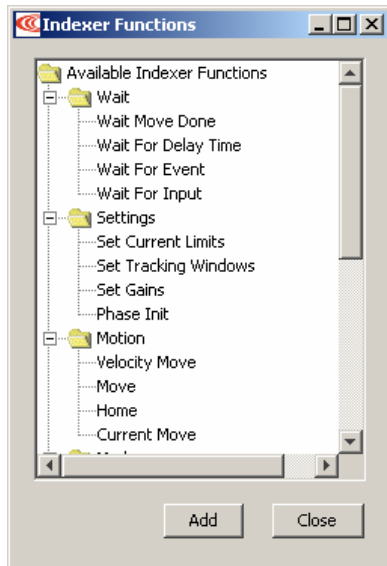 Indexer Functions
Available Indexer Functions
Wait
Wait Move Done
Wait For Delay Time
Wait For Event
Wait For Input
Settings
Set Current Limits
Set Tracking Windows
Set Gains
Phase Init
Motion
Velocity Move
Move
Home
Current Move
Add Close